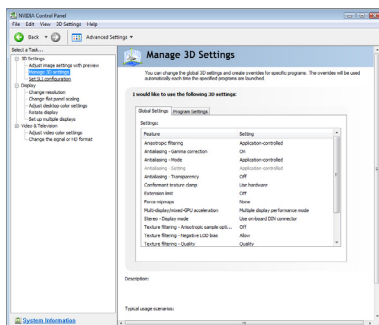 NVIDIA Control Panel
File Edit View 3D Settings Help
Back Advanced Settings
Select a Task...
3D Settings
Adjust image settings with preview
Manage 3D settings
Set SLI configuration
Display
Change resolution
Change flat panel scaling
Adjust desktop color settings
Rotate display
Set up multiple displays
Video & Television
Adjust video color settings
Change the signal or HD format
System Information
Manage 3D Settings
You can change the global 3D settings and create overrides for specific programs. The overrides will be used
automatically each time the specified programs are launched.
I would like to use the following 3D settings:
Global Settings Program Settings
Settings:
Feature Setting
Anisotropic filtering Application-controlled
Antialiasing - Gamma correction On
Antialiasing - Mode Application-controlled
Antialiasing - Setting Application-controlled
Antialiasing - Transparency Off
Conformant texture clamp Use hardware
Extension limit Off
Force mipmaps None
Multi-display/mixed-GPU acceleration Multiple display performance mode
Stereo - Display mode Use on-board DIN connector
Texture filtering - Anisotropic sample opti... Off
Texture filtering - Negative LOD bias Allow
Texture filtering - Quality Quality
Description:
Typical usage scenarios: